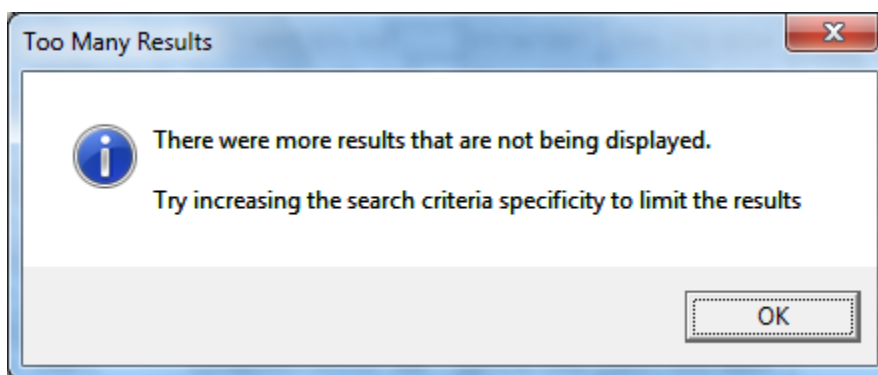 Too Many Results
There were more results that are not being displayed.
Try increasing the search criteria specificity to limit the results
OK